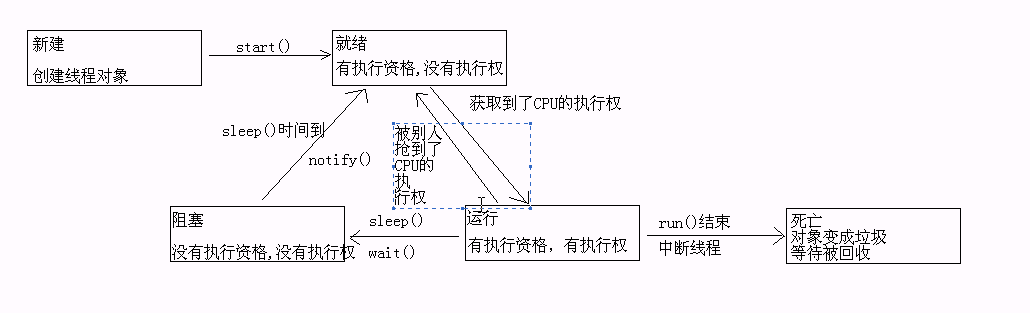 新建
创建线程对象
start()
就绪
有执行资格,没有执行权
获取到了CPU的执行权
sleep()时间到
notify()
被别人
抢到了
CPU的
执
行权
阻塞
没有执行资格,没有执行权
sleep()
wait()
运行
有执行资格，有执行权
run()结束
中断线程
死亡
对象变成垃圾
等待被回收